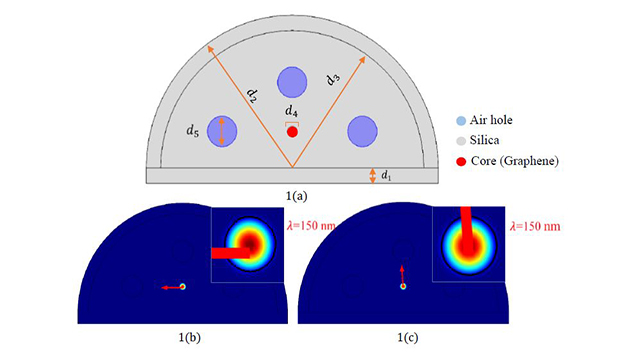 d₂
d₃
d₄
d₅
d₁
Air hole
Silica
Core (Graphene)
1(a)
λ=150 nm
λ=150 nm
1(b)
1(c)